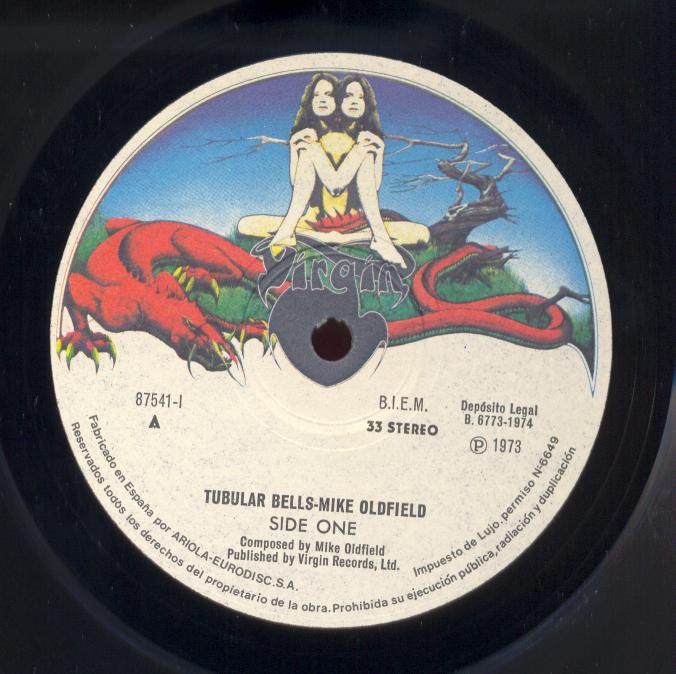 Virgin
87541-I
A
B.I.E.M.
33 STEREO
Depósito Legal
B. 6773-1974
Ⓟ 1973
TUBULAR BELLS-MIKE OLDFIELD
SIDE ONE
Composed by Mike Oldfield
Published by Virgin Records, Ltd.
Fabricado en España por ARIOLA-EURODISC.S.A. Impuesto de Lujo. permiso Nº5649
Reservados todos los derechos del propietario de la obra. Prohibida su ejecución pública, radiación y duplicación